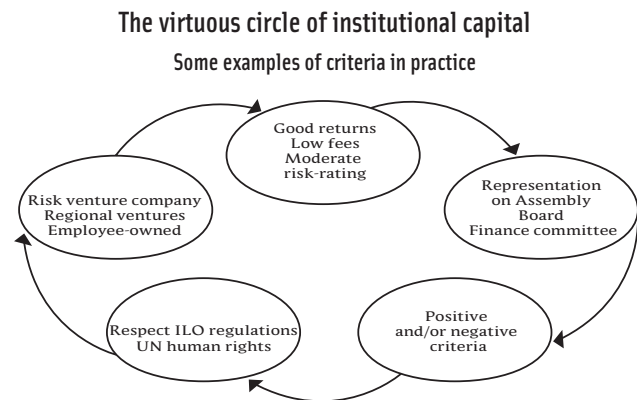 The virtuous circle of institutional capital
Some examples of criteria in practice
Good returns
Low fees
Moderate
risk-rating
Representation
on Assembly
Board
Finance committee
Positive
and/or negative
criteria
Respect ILO regulations
UN human rights
Risk venture company
Regional ventures
Employee-owned